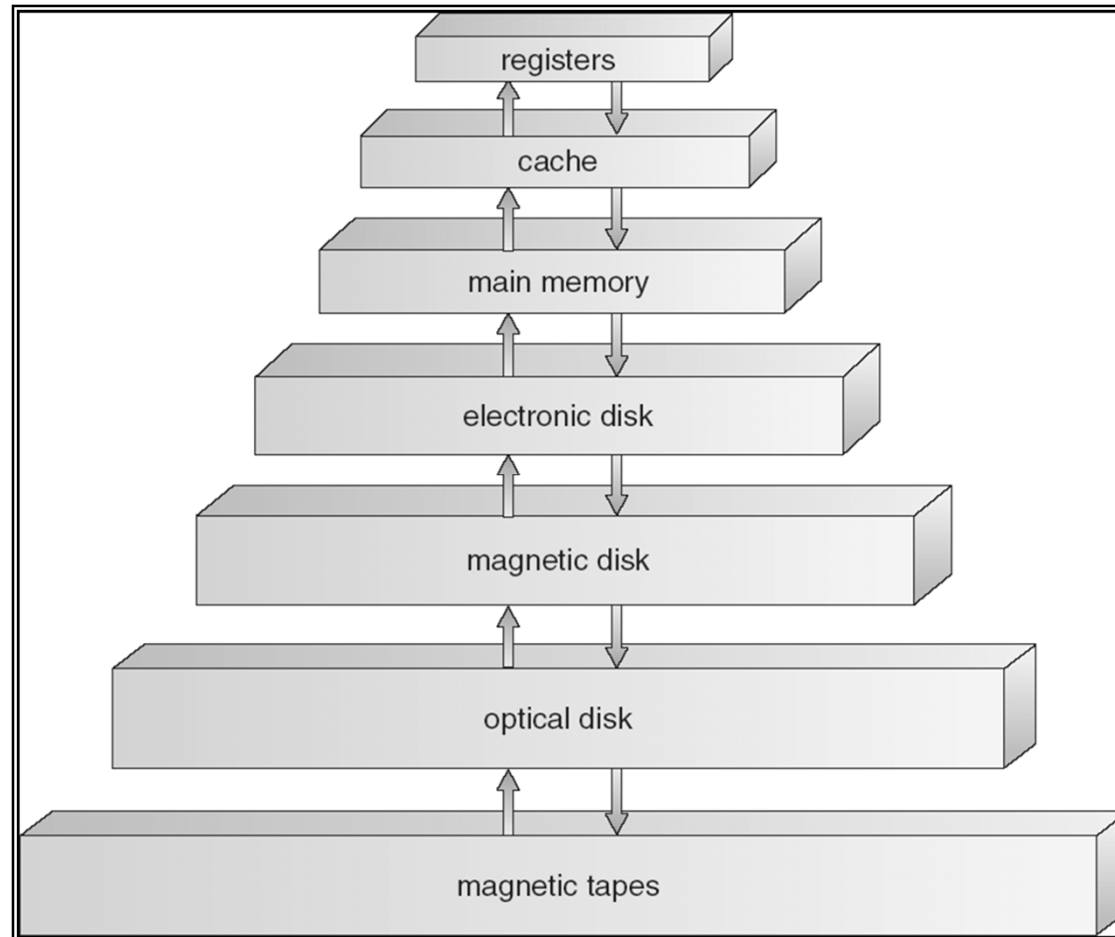 registers
cache
main memory
electronic disk
magnetic disk
optical disk
magnetic tapes